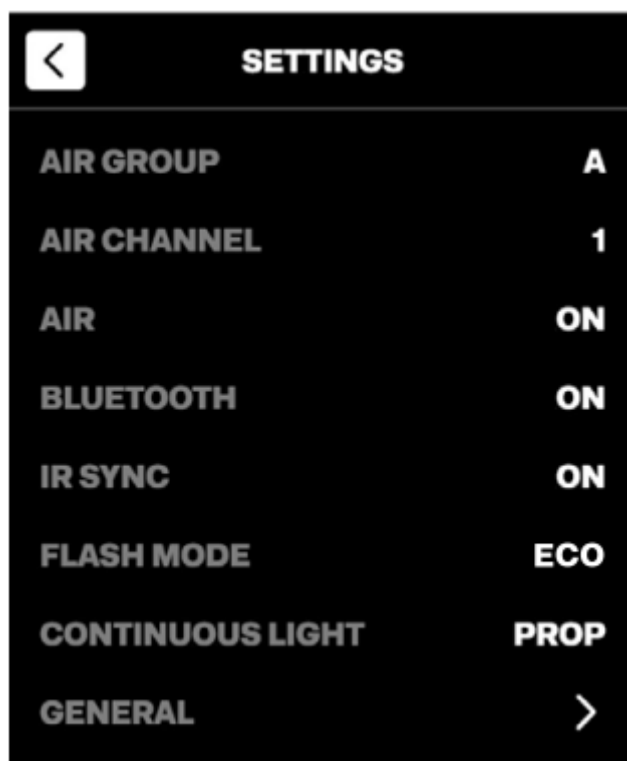 SETTINGS
AIR GROUP A
AIR CHANNEL 1
AIR ON
BLUETOOTH ON
IR SYNC ON
FLASH MODE ECO
CONTINUOUS LIGHT PROP
GENERAL